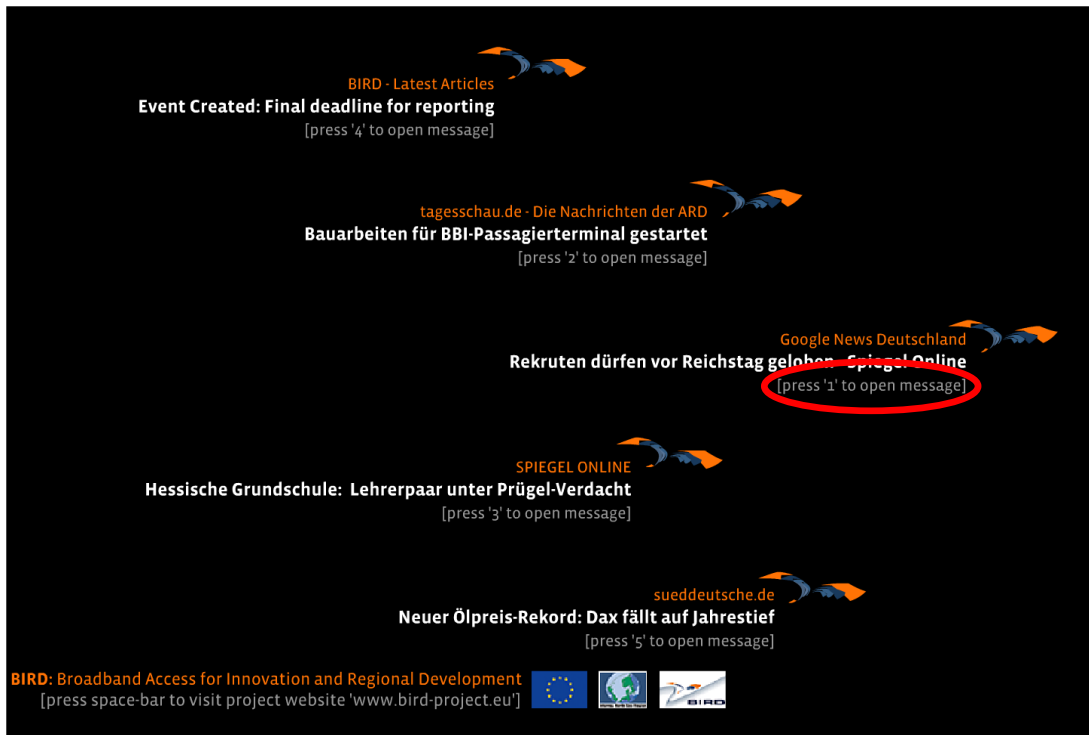 BIRD - Latest Articles
Event Created: Final deadline for reporting
[press '4' to open message]
tagesschau.de - Die Nachrichten der ARD
Bauarbeiten für BBI-Passagierterminal gestartet
[press '2' to open message]
Google News Deutschland
Rekruten dürfen vor Reichstag geloben - Spiegel Online
[press '1' to open message]
SPIEGEL ONLINE
Hessische Grundschule: Lehrerpaar unter Prügel-Verdacht
[press '3' to open message]
sueddeutsche.de
Neuer Ölpreis-Rekord: Dax fällt auf Jahrestief
[press '5' to open message]
BIRD: Broadband Access for Innovation and Regional Development
[press space-bar to visit project website 'www.bird-project.eu']
BIRD